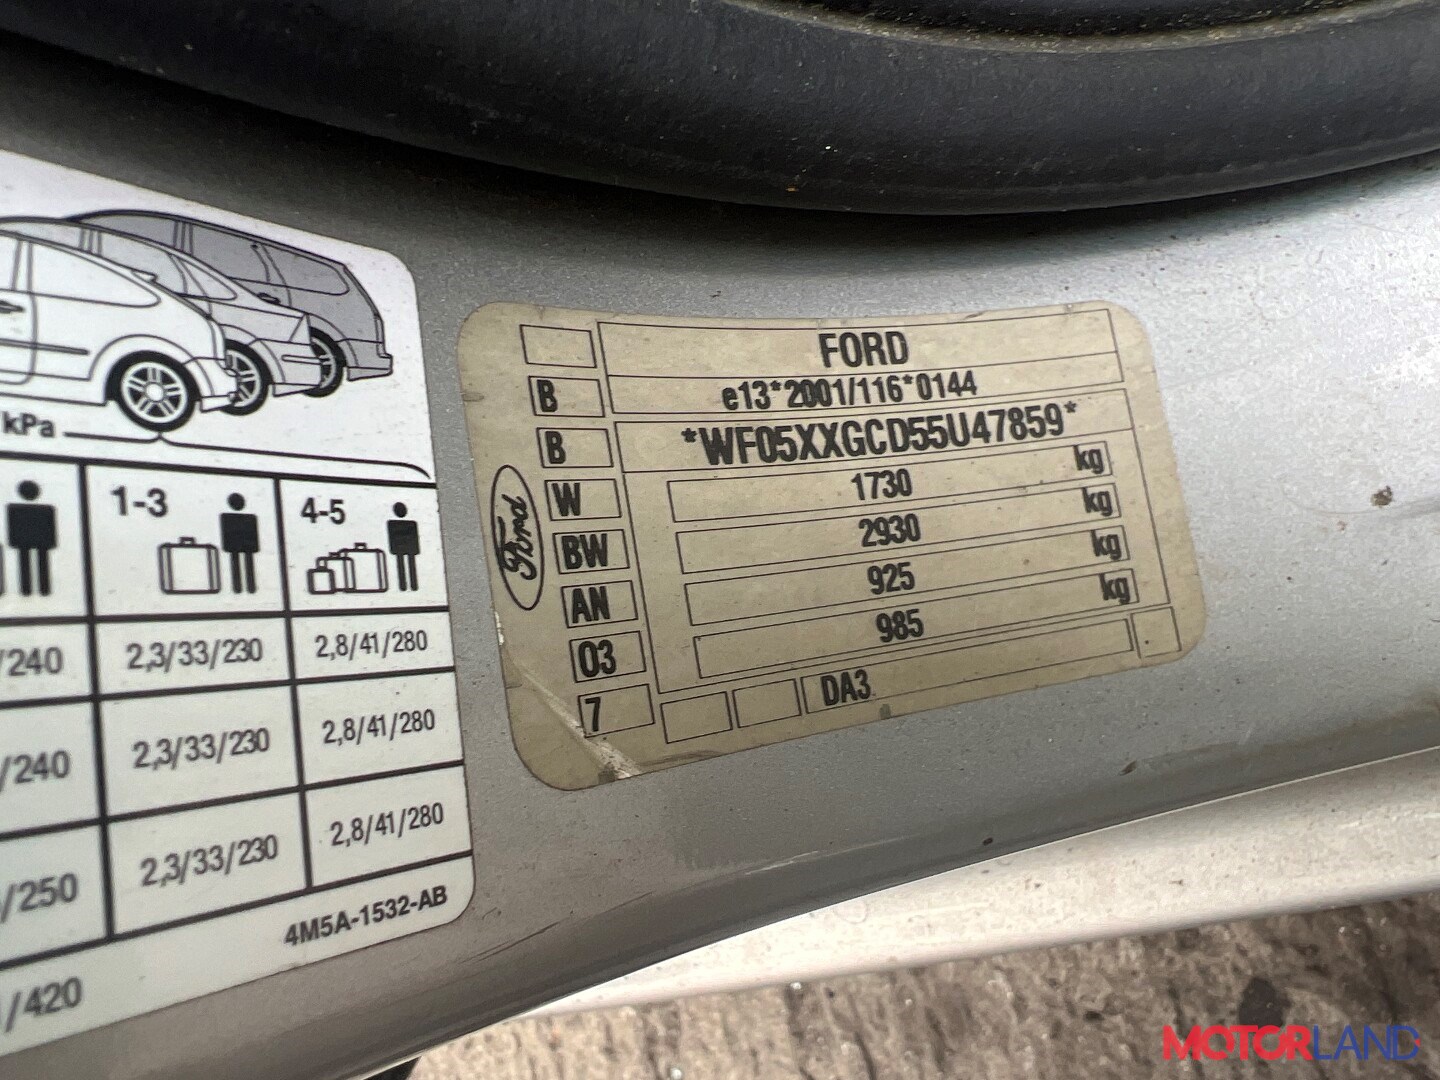 kPa
1-3
4-5
/240
2,3/33/230
2,8/41/280
/240
2,3/33/230
2,8/41/280
/250
2,3/33/230
2,8/41/280
4M5A-1532-AB
/420
Ford
FORD
B e13*2001/116*0144
B *WF05XXGCD55U47859*
W 1730 kg
BW 2930 kg
AN 925 kg
03 985 kg
7 DA3
MOTORLAND